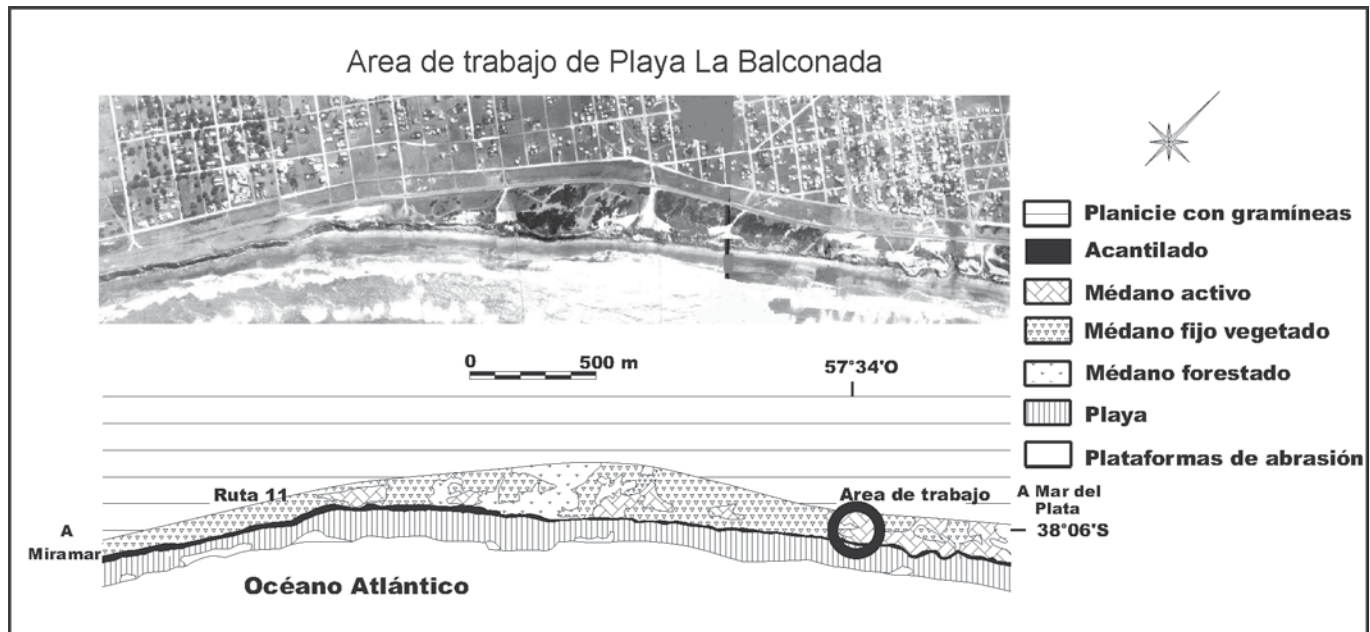 Area de trabajo de Playa La Balconada
Planicie con gramíneas
Acantilado
Médano activo
Médano fijo vegetado
Médano forestado
Playa
Plataformas de abrasión
0 500 m
57°34'O
Ruta 11
Area de trabajo
A Mar del
Plata
38°06'S
A
Miramar
Océano Atlántico